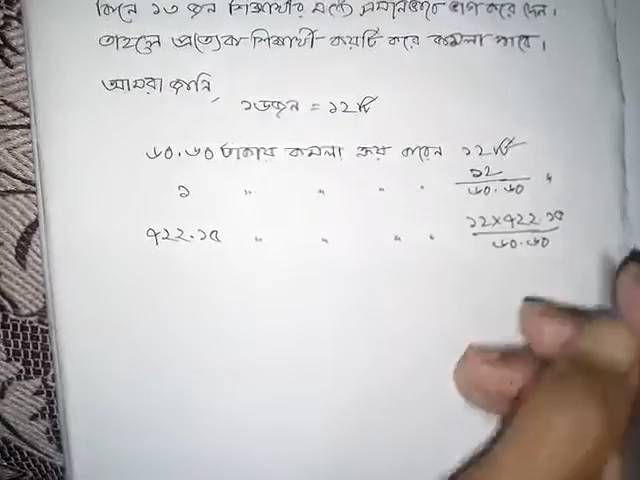 কিনে ১৩ জন শিক্ষার্থীর মধ্যে সমানভাবে ভাগ করে দেন।
তাহলে প্রত্যেক শিক্ষার্থী কয়টি করে কমলা পাবে।
আমরা জানি,
১ডজন = ১২টি
৬০.৬০ টাকায় কমলা ক্রয় করেন ১২টি
১ " " " " ১২/৬০.৬০ "
৭২২.১৫ " " " " ১২×৭২২.১৫/৬০.৬০